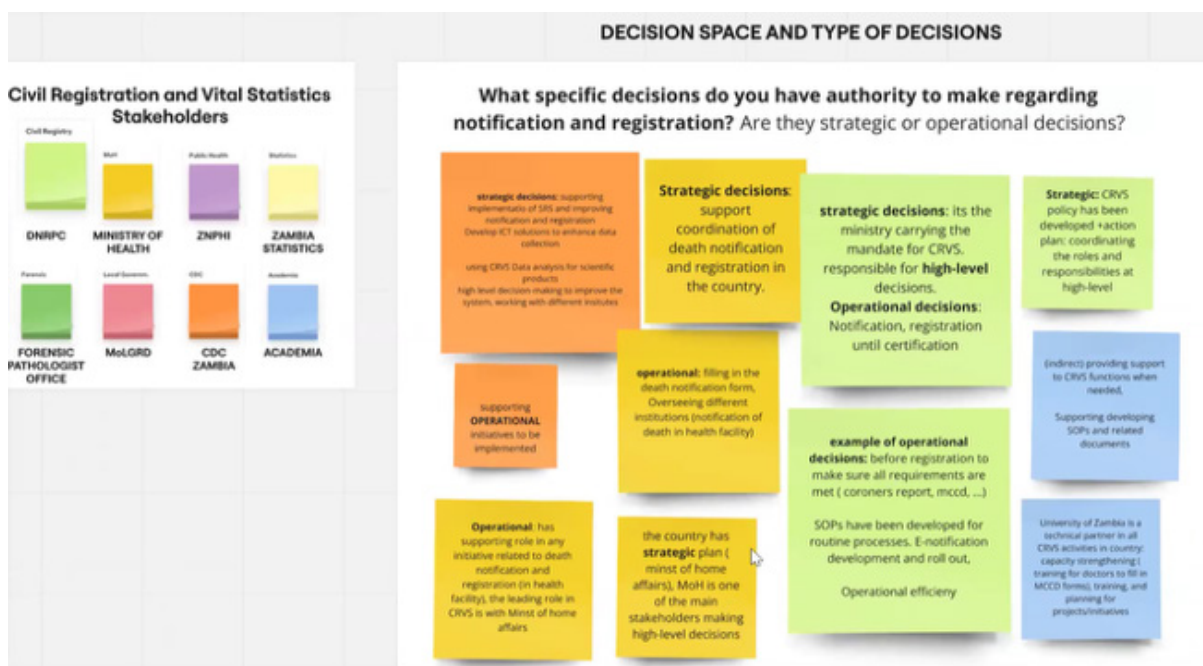 DECISION SPACE AND TYPE OF DECISIONS
Civil Registration and Vital Statistics
Stakeholders
Civil Registry
MoH
Public Health
Statistics
DNRPC
MINISTRY OF
HEALTH
ZNPHI
ZAMBIA
STATISTICS
Forensic
Local Governm.
CDC
Academia
FORENSIC
PATHOLOGIST
OFFICE
MoLGRD
CDC
ZAMBIA
ACADEMIA
What specific decisions do you have authority to make regarding
notification and registration? Are they strategic or operational decisions?
strategic decisions: supporting
implementatio of SRS and improving
notification and registration
Develop ICT solutions to enhance data
collection
using CRVS Data analysis for scientific
products
high level decision making to improve the
system, working with different insitutes
Strategic decisions:
support
coordination of
death notification
and registration in
the country.
strategic decisions: its the
ministry carrying the
mandate for CRVS.
responsible for high-level
decisions.
Operational decisions:
Notification, registration
until certification
Strategic: CRVS
policy has been
developed +action
plan: coordinating
the roles and
responsibilities at
high-level
supporting
OPERATIONAL
initiatives to be
implemented
operational: filling in the
death notification form,
Overseeing different
institutions (notification of
death in health facility)
example of operational
decisions: before registration to
make sure all requirements are
met ( coroners report, mccd, ...)
SOPs have been developed for
routine processes. E-notification
development and roll out,
Operational efficieny
(indirect) providing support
to CRVS functions when
needed,
Supporting developing
SOPs and related
documents
Operational: has
supporting role in any
initiative related to death
notification and
registration (in health
facility), the leading role in
CRVS is with Minst of home
affairs
the country has
strategic plan (
minst of home
affairs), MoH is one
of the main
stakeholders making
high-level decisions
University of Zambia is a
technical partner in all
CRVS activities in country:
capacity strengthening (
training for doctors to fill in
MCCD forms), training, and
planning for
projects/initiatives